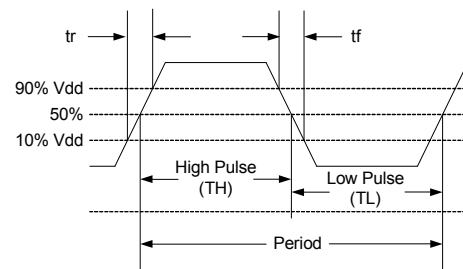 tr
tf
90% Vdd
50%
10% Vdd
High Pulse
(TH)
Low Pulse
(TL)
Period